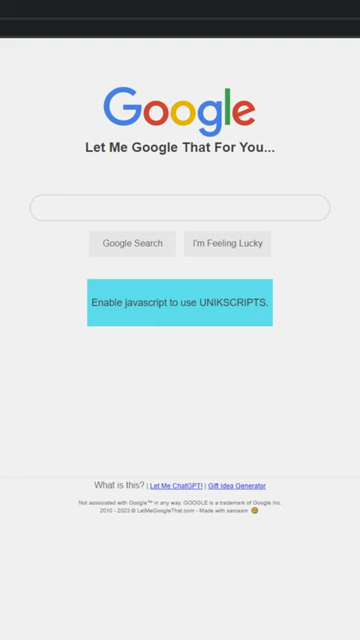 Google
Let Me Google That For You...
Google Search
I'm Feeling Lucky
Enable javascript to use UNIKSCRIPTS.
What is this? | Let Me ChatGPT! | Gift Idea Generator
Not associated with Google™ in any way. GOOGLE is a trademark of Google Inc.
2010 - 2023 © LetMeGoogleThat.com - Made with sarcasm